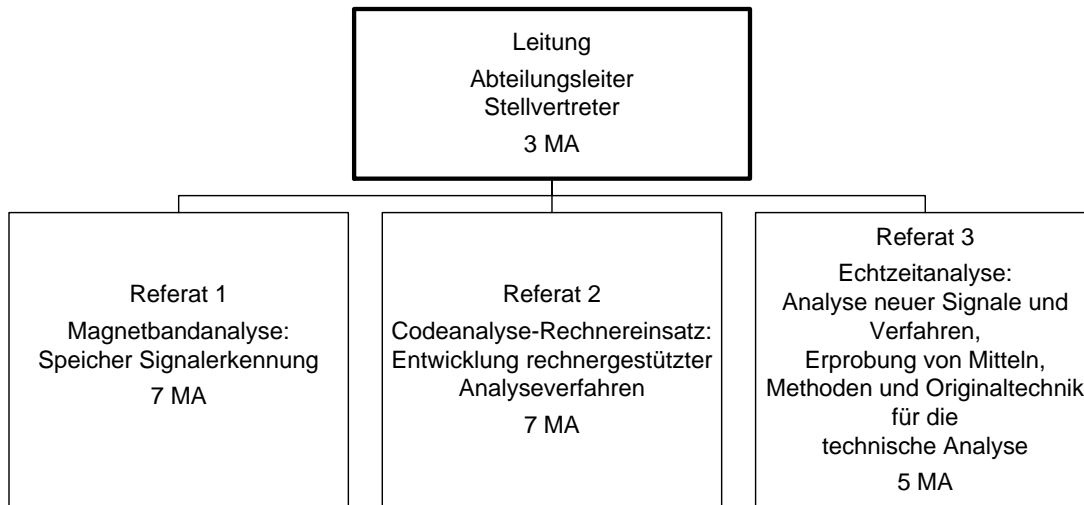 Leitung
Abteilungsleiter
Stellvertreter
3 MA
Referat 1
Magnetbandanalyse:
Speicher Signalerkennung
7 MA
Referat 2
Codeanalyse-Rechnereinsatz:
Entwicklung rechnergestützter
Analyseverfahren
7 MA
Referat 3
Echtzeitanalyse:
Analyse neuer Signale und
Verfahren,
Erprobung von Mitteln,
Methoden und Originaltechnik
für die
technische Analyse
5 MA